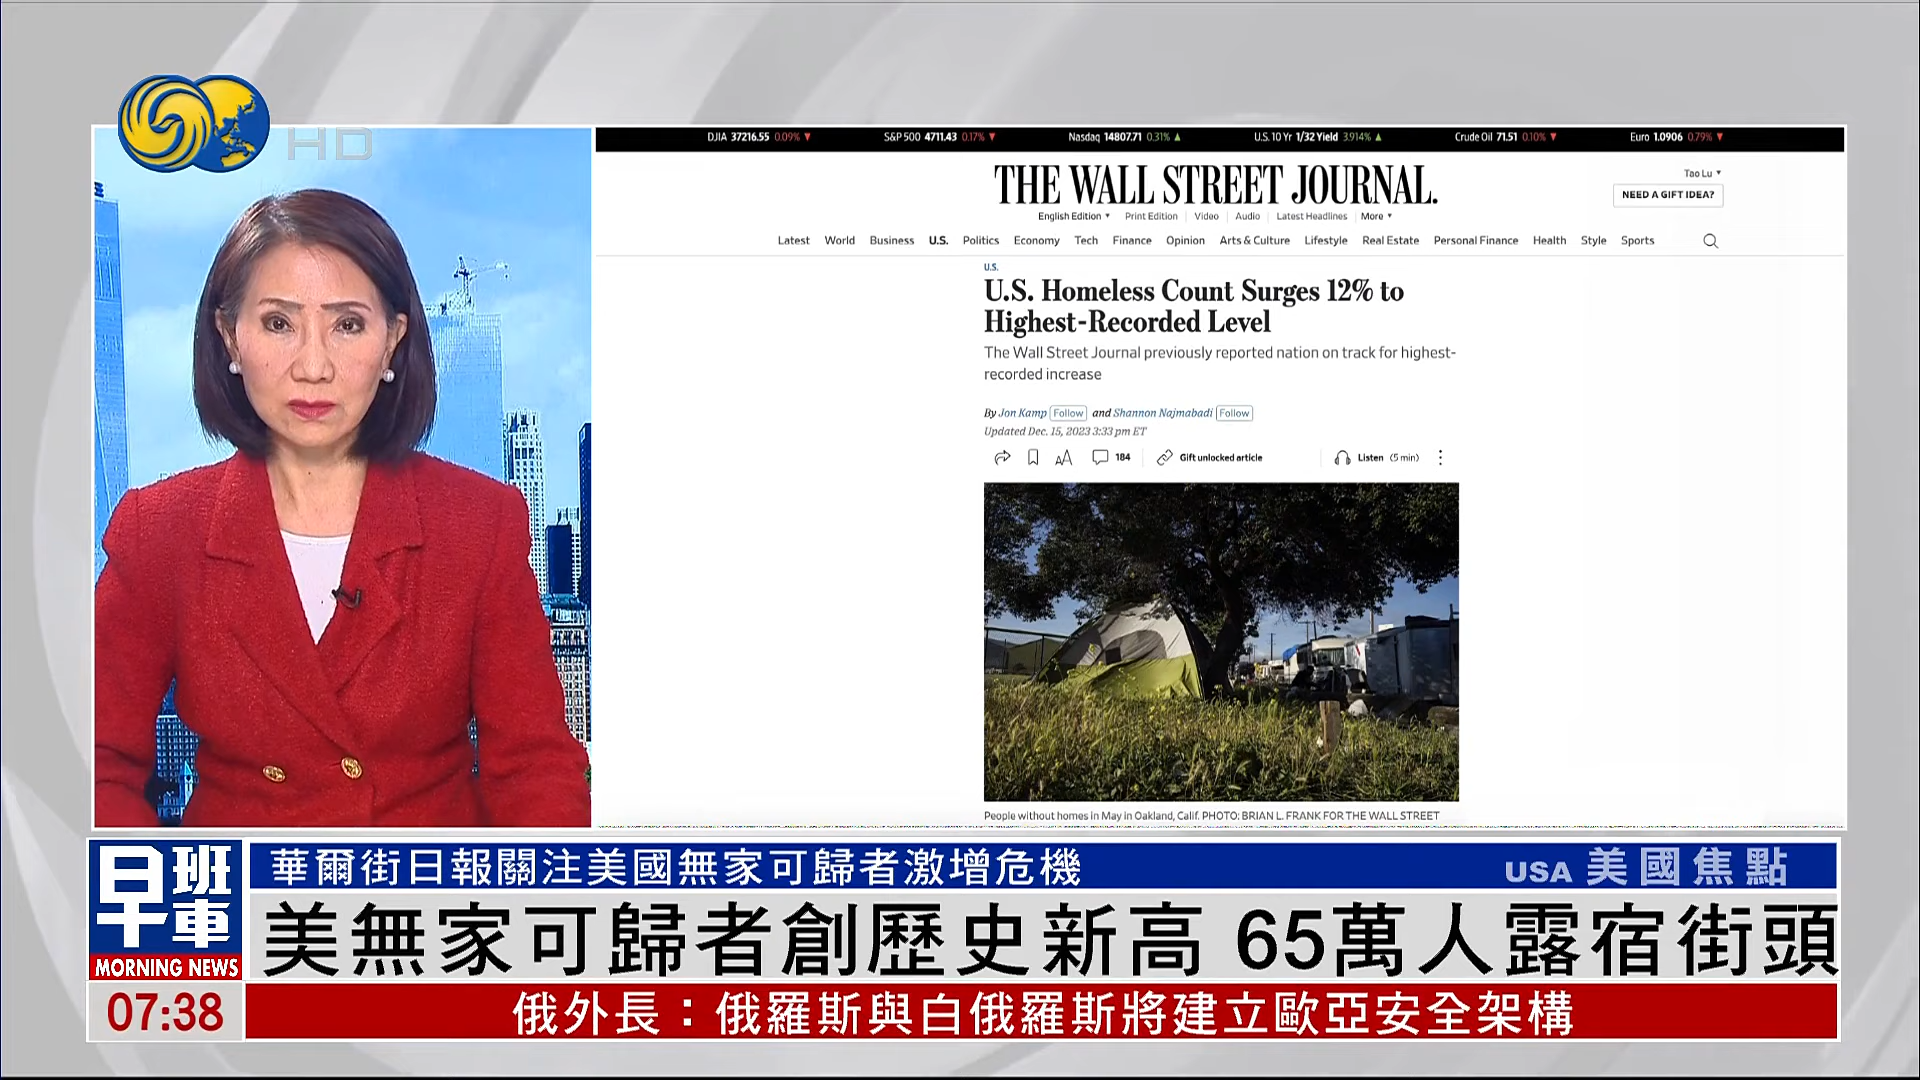 HD
DJIA 37216.55 0.09% ▼ S&P 500 4711.43 0.17% ▼ Nasdaq 14807.71 0.31% ▲ U.S. 10 Yr 1/32 Yield 3.914% ▲ Crude Oil 71.51 0.10% ▼ Euro 1.0906 0.79% ▼
THE WALL STREET JOURNAL.
Tao Lu ▼
NEED A GIFT IDEA?
English Edition ▼ Print Edition Video Audio Latest Headlines More ▼
Latest World Business U.S. Politics Economy Tech Finance Opinion Arts & Culture Lifestyle Real Estate Personal Finance Health Style Sports
U.S.
U.S. Homeless Count Surges 12% to
Highest-Recorded Level
The Wall Street Journal previously reported nation on track for highest-
recorded increase
By Jon Kamp Follow and Shannon Najmabadi Follow
Updated Dec. 15, 2023 3:33 pm ET
AA 184 Gift unlocked article Listen (5 min)
People without homes in May in Oakland, Calif. PHOTO: BRIAN L. FRANK FOR THE WALL STREET
早班車
MORNING NEWS
07:38
華爾街日報關注美國無家可歸者激增危機
USA 美國焦點
美無家可歸者創歷史新高 65萬人露宿街頭
俄外長：俄羅斯與白俄羅斯將建立歐亞安全架構